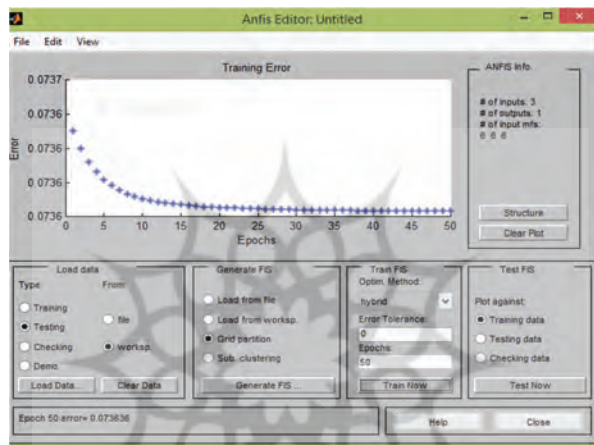 Anfis Editor: Untitled
File Edit View
Training Error
0.0737
0.0736
0.0736
0.0736
0.0736
Error
0 5 10 15 20 25 30 35 40 45 50
Epochs
ANFIS Info.
# of inputs: 3
# of outputs: 1
# of input mfs:
6 6 6
Structure
Clear Plot
Load data
Type: From:
Training
Testing
Checking
Demo
file
worksp.
Load Data... Clear Data
Generate FIS
Load from file
Load from worksp.
Grid partition
Sub. clustering
Generate FIS ...
Train FIS
Optim. Method:
hybrid
Error Tolerance:
0
Epochs:
50
Train Now
Test FIS
Plot against:
Training data
Testing data
Checking data
Test Now
Epoch 50:error= 0.073636
Help Close